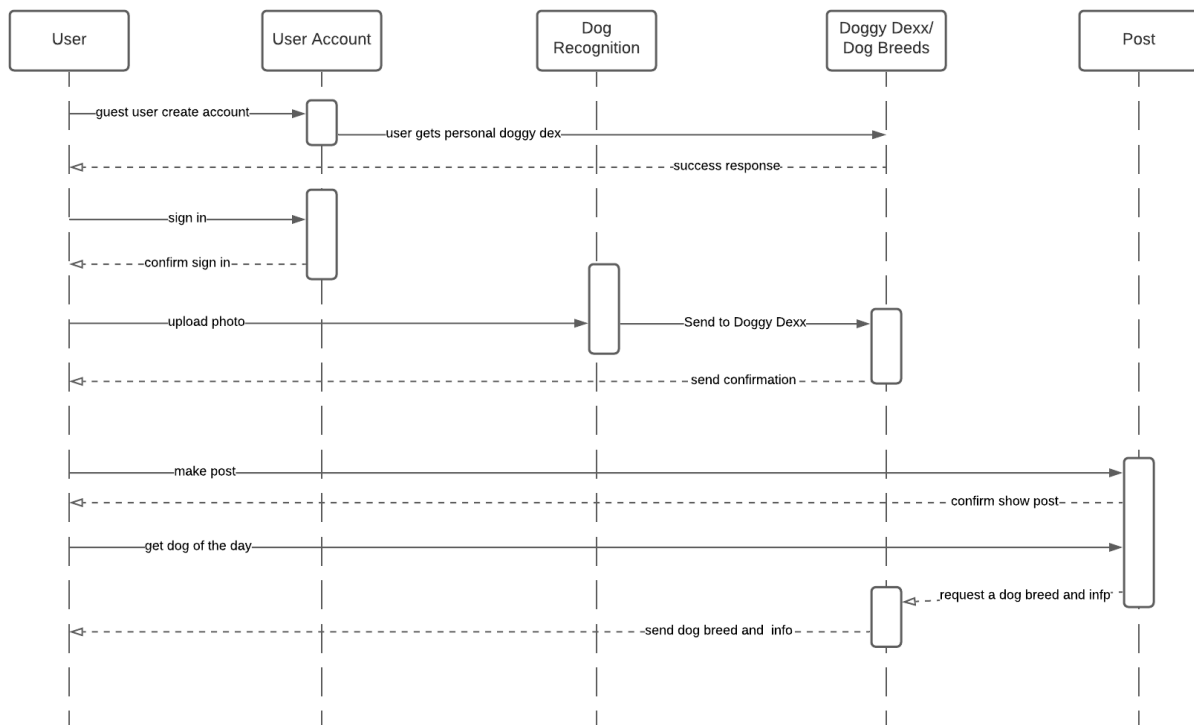 User
User Account
Dog
Recognition
Doggy Dexx/
Dog Breeds
Post
guest user create account
user gets personal doggy dex
success response
sign in
confirm sign in
upload photo
Send to Doggy Dexx
send confirmation
make post
confirm show post
get dog of the day
request a dog breed and infp
send dog breed and  info